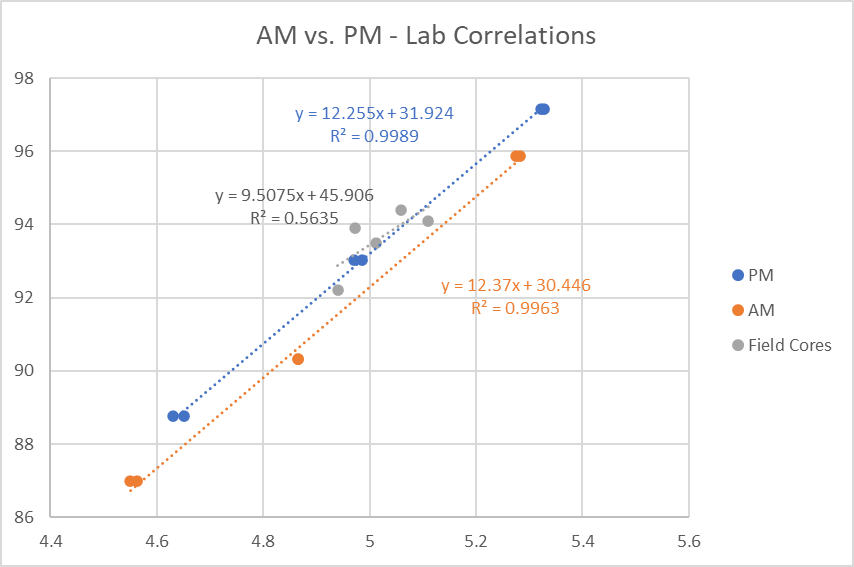 AM vs. PM - Lab Correlations
98
96
94
92
90
88
86
y = 12.255x + 31.924
R² = 0.9989
y = 9.5075x + 45.906
R² = 0.5635
y = 12.37x + 30.446
R² = 0.9963
4.4 4.6 4.8 5 5.2 5.4 5.6
PM
AM
Field Cores